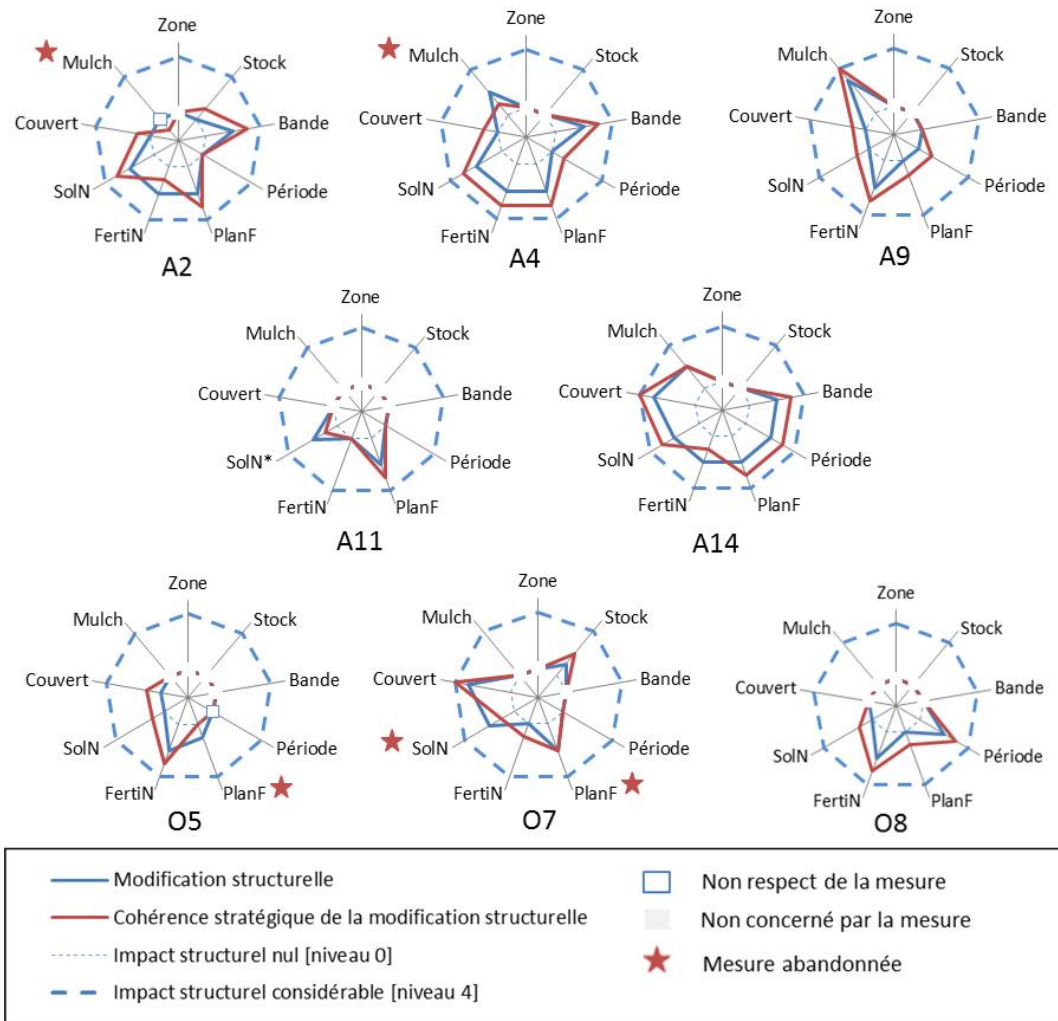 Zone
Mulch
Stock
Couvert
Bande
SolN
Période
FertiN
PlanF
A2
Zone
Mulch
Stock
Couvert
Bande
SolN
Période
FertiN
PlanF
A4
Zone
Mulch
Stock
Couvert
Bande
SolN
Période
FertiN
PlanF
A9
Zone
Mulch
Stock
Couvert
Bande
SolN*
Période
FertiN
PlanF
A11
Zone
Mulch
Stock
Couvert
Bande
SolN
Période
FertiN
PlanF
A14
Zone
Mulch
Stock
Couvert
Bande
SolN
Période
FertiN
PlanF
O5
Zone
Mulch
Stock
Couvert
Bande
SolN
Période
FertiN
PlanF
O7
Zone
Mulch
Stock
Couvert
Bande
SolN
Période
FertiN
PlanF
O8
Modification structurelle
Cohérence stratégique de la modification structurelle
Impact structurel nul [niveau 0]
Impact structurel considérable [niveau 4]
Non respect de la mesure
Non concerné par la mesure
Mesure abandonnée